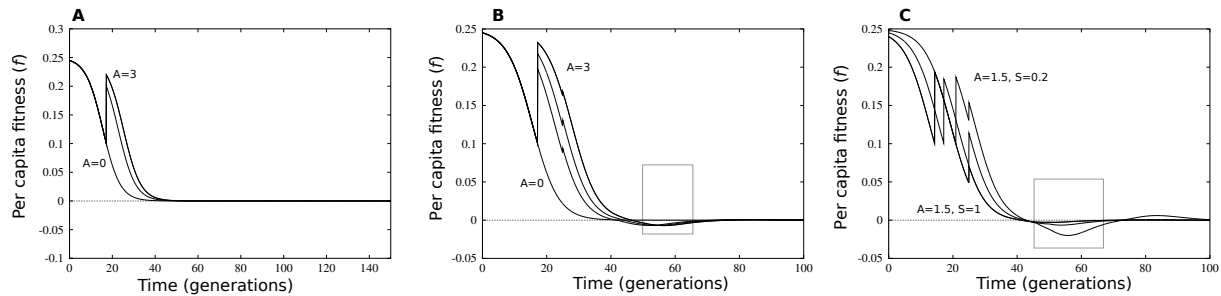 A
Per capita fitness (f)
0.3
0.25
0.2
0.15
0.1
0.05
0
-0.05
-0.1
A=3
A=0
0 20 40 60 80 100 120 140
Time (generations)
B
Per capita fitness (f)
0.25
0.2
0.15
0.1
0.05
0
-0.05
A=3
A=0
0 20 40 60 80 100
Time (generations)
C
Per capita fitness (f)
0.25
0.2
0.15
0.1
0.05
0
-0.05
A=1.5, S=0.2
A=1.5, S=1
0 20 40 60 80 100
Time (generations)